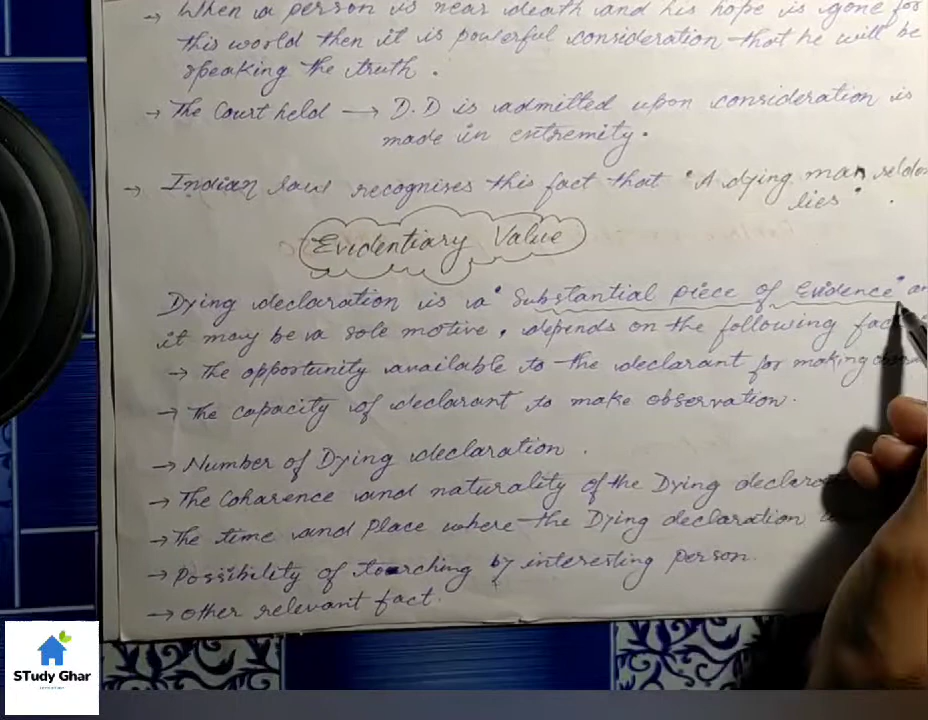 → When a person is near death and his hope is gone for
this world then it is powerful consideration that he will be
speaking the truth.
→ The Court held → D.D is admitted upon consideration is
made in extremity.
→ Indian law recognises this fact that "A dying man seldom
lies".
Evidentiary Value
Dying declaration is a "Substantial piece of Evidence" an
it may be a sole motive. depends on the following
→ The opportunity available to the declarant for making
→ The capacity of declarant to make observation.
→ Number of Dying declaration.
→ The Coharence and naturality of the Dying
→ The time and Place where the Dying declaration
→ Possibility of by interesting person.
→ other relevant fact.
STudy Ghar